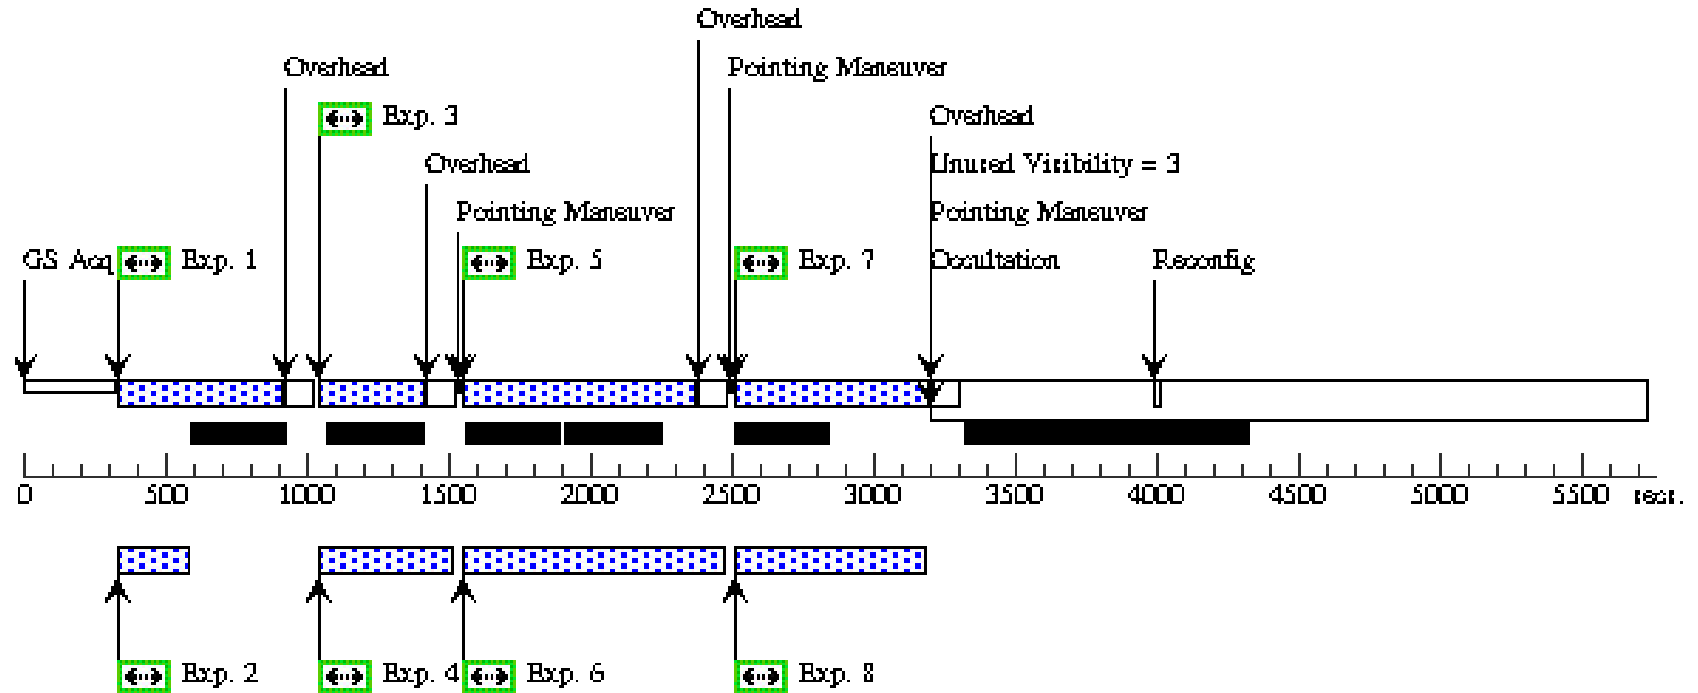 Overhead
Overhead
Pointing Maneuver
Exp. 3
Overhead
Overhead
Unused Visibility = 3
Pointing Maneuver
Pointing Maneuver
GS Acq
Exp. 1
Exp. 5
Exp. 7
Occultation
Reconfig
0 500 1000 1500 2000 2500 3000 3500 4000 4500 5000 5500 secs.
Exp. 2
Exp. 4
Exp. 6
Exp. 8